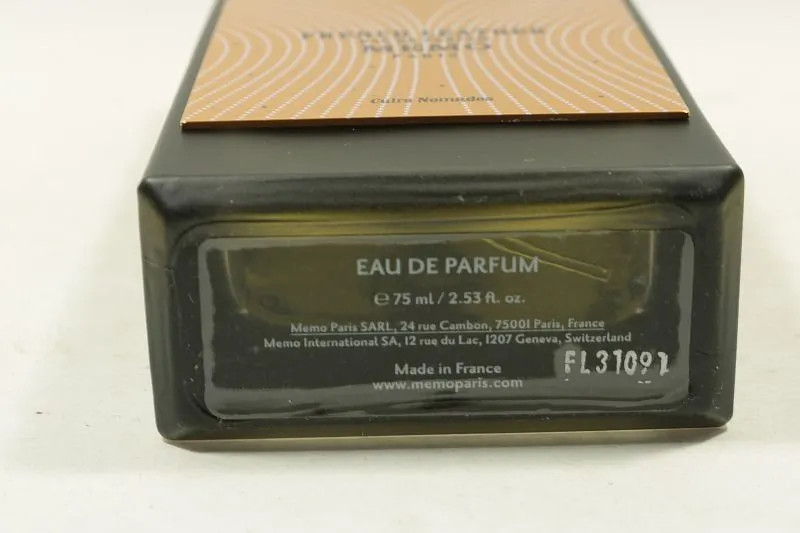 FRENCH LEATHER
MEMO
PARIS
Cuirs Nomades
EAU DE PARFUM
℮ 75 ml / 2.53 fl. oz.
Memo Paris SARL, 24 rue Cambon, 75001 Paris, France
Memo International SA, 12 rue du Lac, 1207 Geneva, Switzerland
Made in France
www.memoparis.com
FL31091